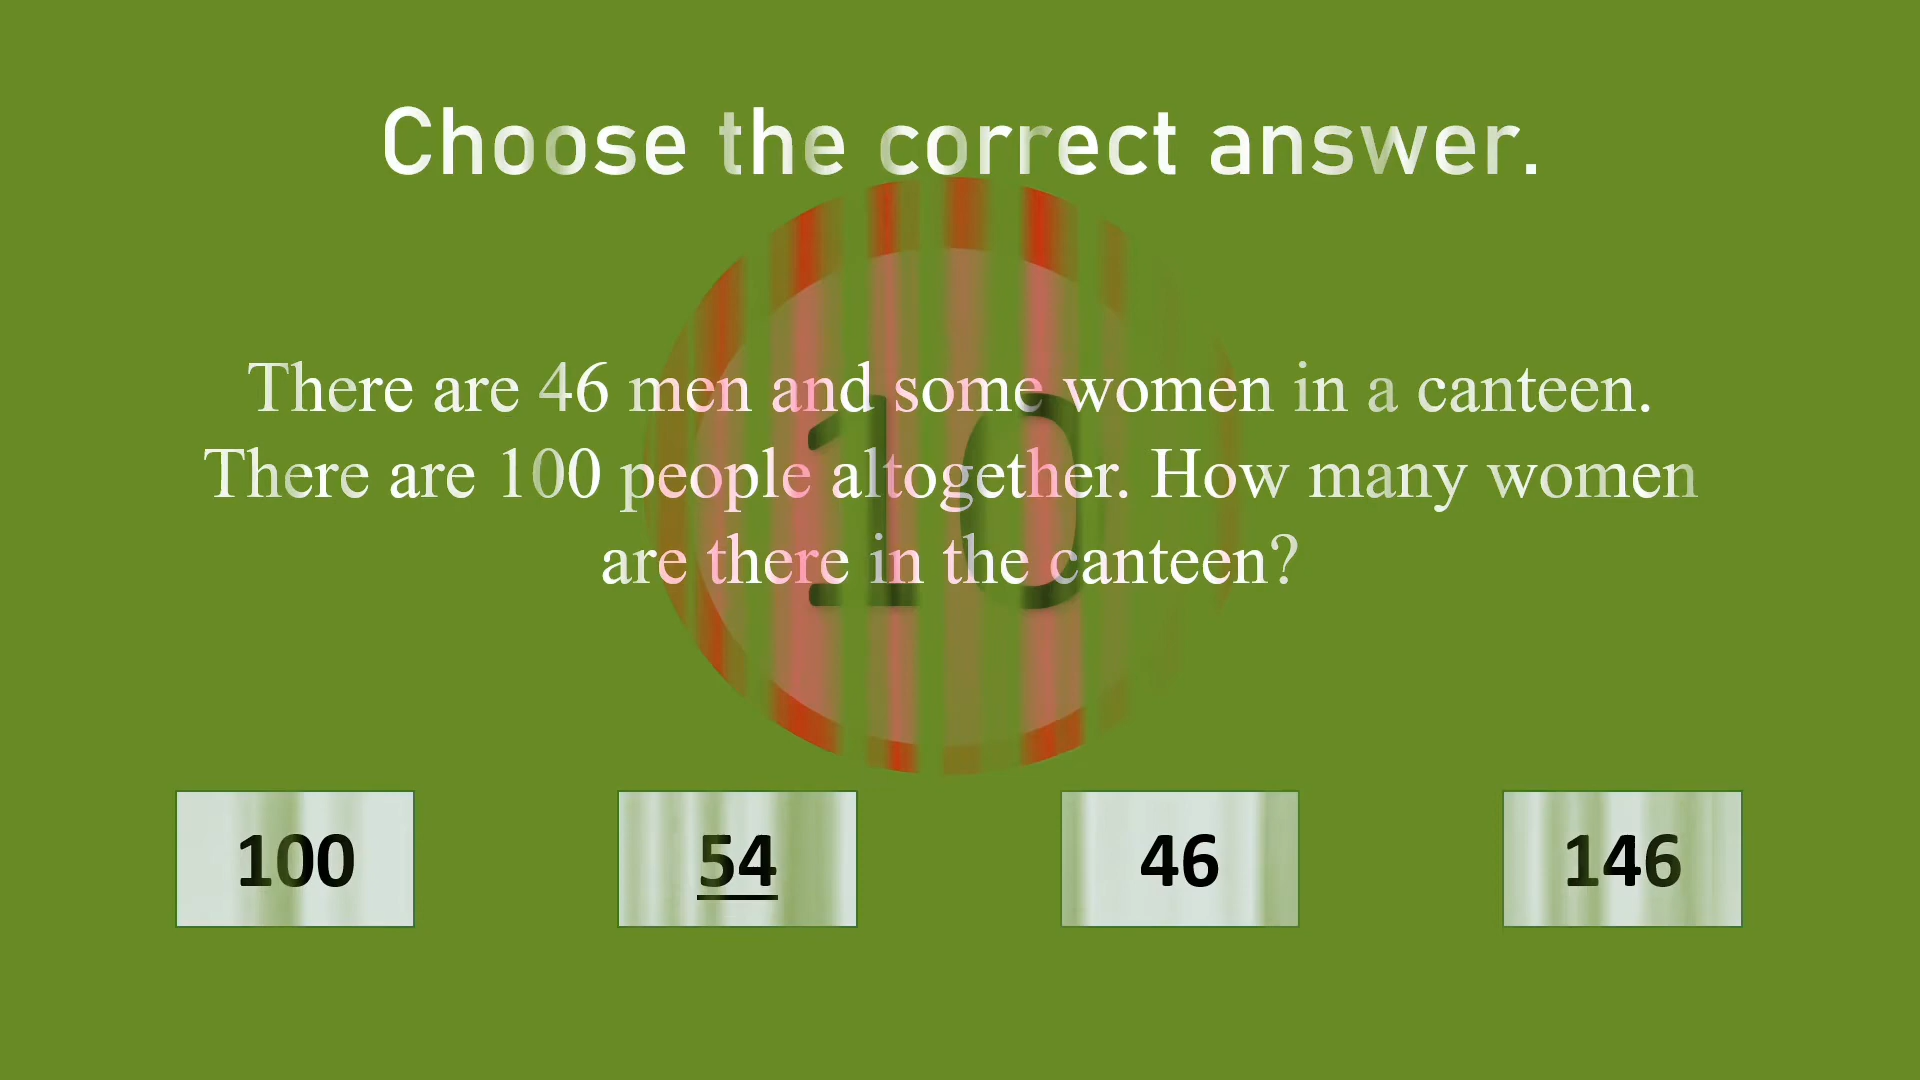 Choose the correct answer.
There are 46 men and some women in a canteen.
There are 100 people altogether. How many women
are there in the canteen?
10
100
54
46
146